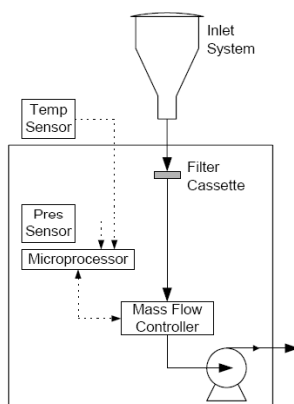 Inlet
System
Temp
Sensor
Filter
Cassette
Pres
Sensor
Microprocessor
Mass Flow
Controller